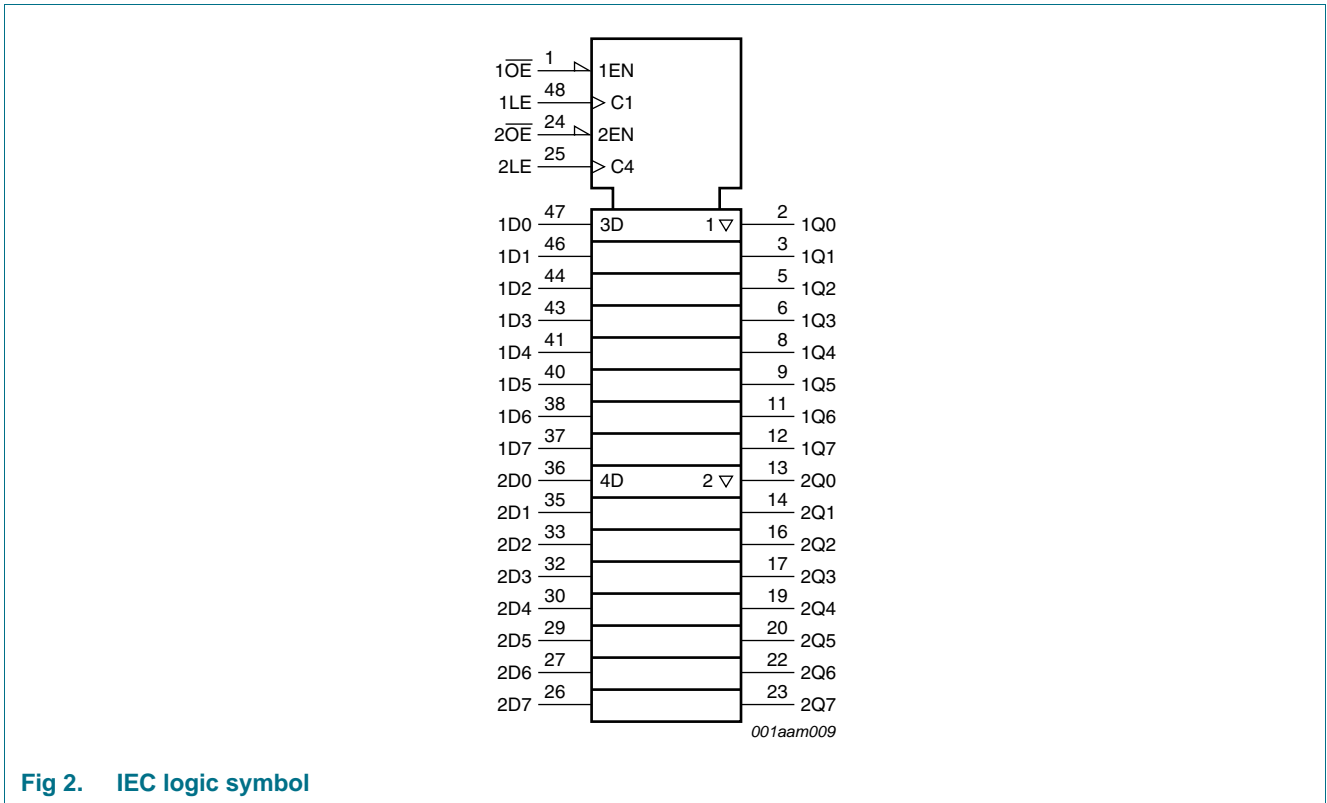 1O̅E̅ 1 1EN
1LE 48 C1
2O̅E̅ 24 2EN
2LE 25 C4
1D0 47 3D 1 ▽ 2 1Q0
1D1 46 3 1Q1
1D2 44 5 1Q2
1D3 43 6 1Q3
1D4 41 8 1Q4
1D5 40 9 1Q5
1D6 38 11 1Q6
1D7 37 12 1Q7
2D0 36 4D 2 ▽ 13 2Q0
2D1 35 14 2Q1
2D2 33 16 2Q2
2D3 32 17 2Q3
2D4 30 19 2Q4
2D5 29 20 2Q5
2D6 27 22 2Q6
2D7 26 23 2Q7
001aam009
Fig 2. IEC logic symbol